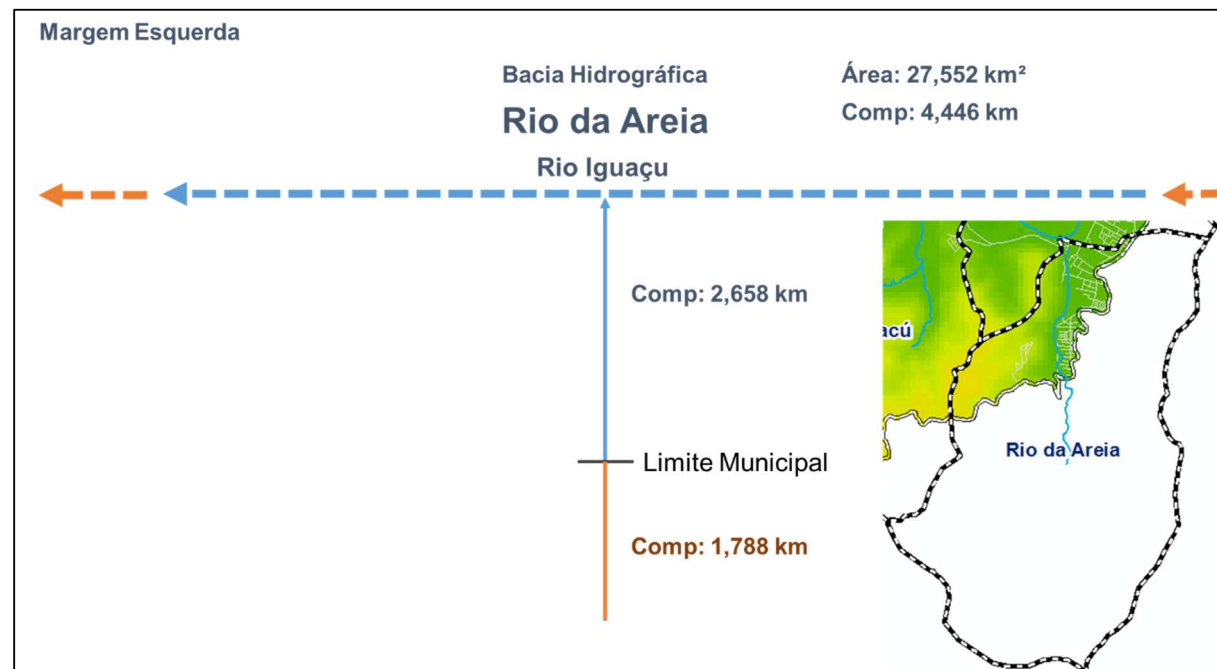 Margem Esquerda
Bacia Hidrográfica
Área: 27,552 km²
Rio da Areia
Comp: 4,446 km
Rio Iguaçu
Comp: 2,658 km
acú
Limite Municipal
Rio da Areia
Comp: 1,788 km